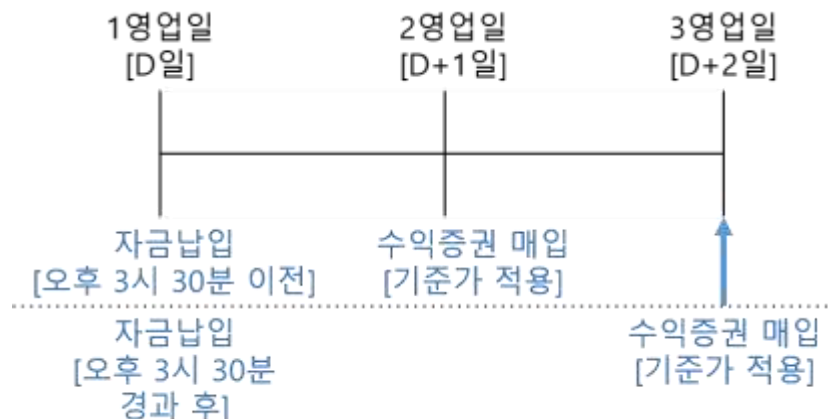 1영업일 2영업일 3영업일
[D일] [D+1일] [D+2일]
자금납입 수익증권 매입
[오후 3시 30분 이전] [기준가 적용]
자금납입 수익증권 매입
[오후 3시 30분 [기준가 적용]
경과 후]